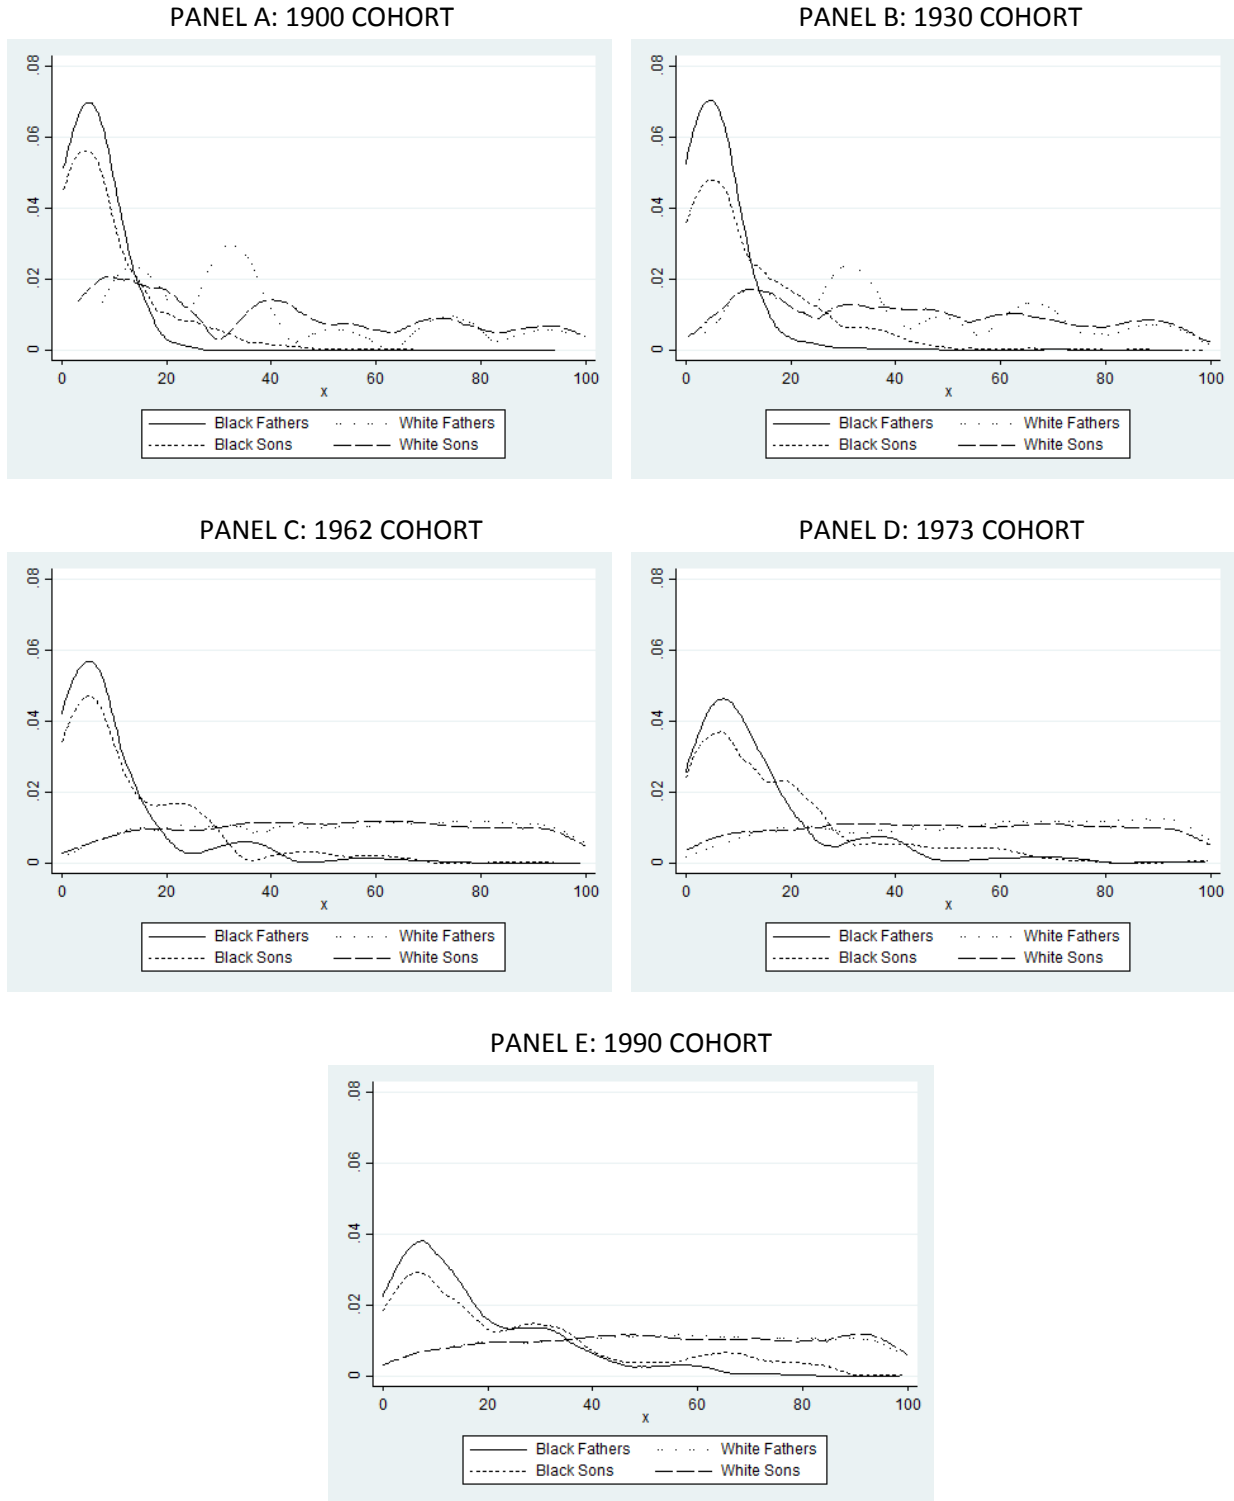 PANEL A: 1900 COHORT
.08
.06
.04
.02
0
0 20 40 60 80 100
x
Black Fathers White Fathers
Black Sons White Sons
PANEL B: 1930 COHORT
.08
.06
.04
.02
0
0 20 40 60 80 100
x
Black Fathers White Fathers
Black Sons White Sons
PANEL C: 1962 COHORT
.08
.06
.04
.02
0
0 20 40 60 80 100
x
Black Fathers White Fathers
Black Sons White Sons
PANEL D: 1973 COHORT
.08
.06
.04
.02
0
0 20 40 60 80 100
x
Black Fathers White Fathers
Black Sons White Sons
PANEL E: 1990 COHORT
.08
.06
.04
.02
0
0 20 40 60 80 100
x
Black Fathers White Fathers
Black Sons White Sons